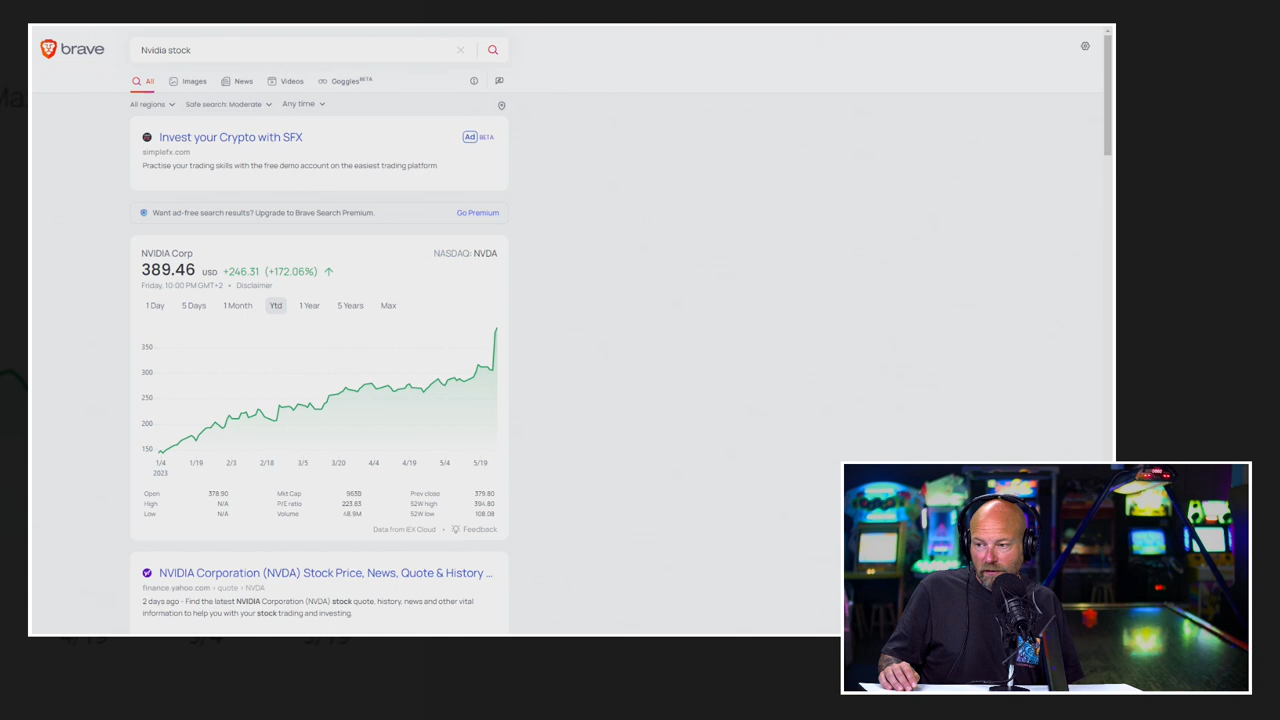 brave
Nvidia stock
All Images News Videos Goggles BETA
All regions Safe search: Moderate Any time
Invest your Crypto with SFX
Ad BETA
simplefx.com
Practise your trading skills with the free demo account on the easiest trading platform
Want ad-free search results? Upgrade to Brave Search Premium. Go Premium
NVIDIA Corp NASDAQ: NVDA
389.46 USD +246.31 (+172.06%) ↑
Friday, 10:00 PM GMT+2 • Disclaimer
1 Day 5 Days 1 Month Ytd 1 Year 5 Years Max
350
300
250
200
150
1/4 1/19 2/3 2/18 3/5 3/20 4/4 4/19 5/4 5/19
2023
Open 378.90 Mkt Cap 963B Prev close 379.80
High N/A P/E ratio 223.83 52W high 394.80
Low N/A Volume 48.9M 52W low 108.08
Data from IEX Cloud • Feedback
NVIDIA Corporation (NVDA) Stock Price, News, Quote & History ...
finance.yahoo.com › quote › NVDA
2 days ago - Find the latest NVIDIA Corporation (NVDA) stock quote, history, news and other vital
information to help you with your stock trading and investing.